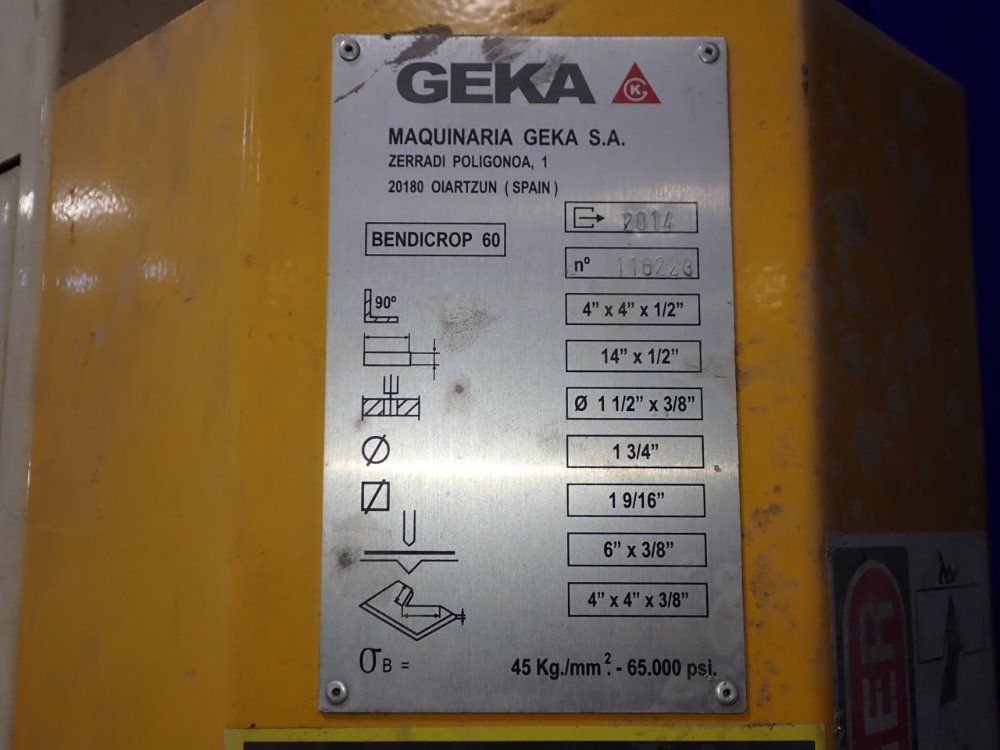 GEKA
MAQUINARIA GEKA S.A.
ZERRADI POLIGONOA, 1
20180 OIARTZUN ( SPAIN )
2014
BENDICROP 60
nº
90º
4" x 4" x 1/2"
14" x 1/2"
Ø 1 1/2" x 3/8"
1 3/4"
1 9/16"
6" x 3/8"
4" x 4" x 3/8"
σB = 45 Kg./mm². - 65.000 psi.
ER